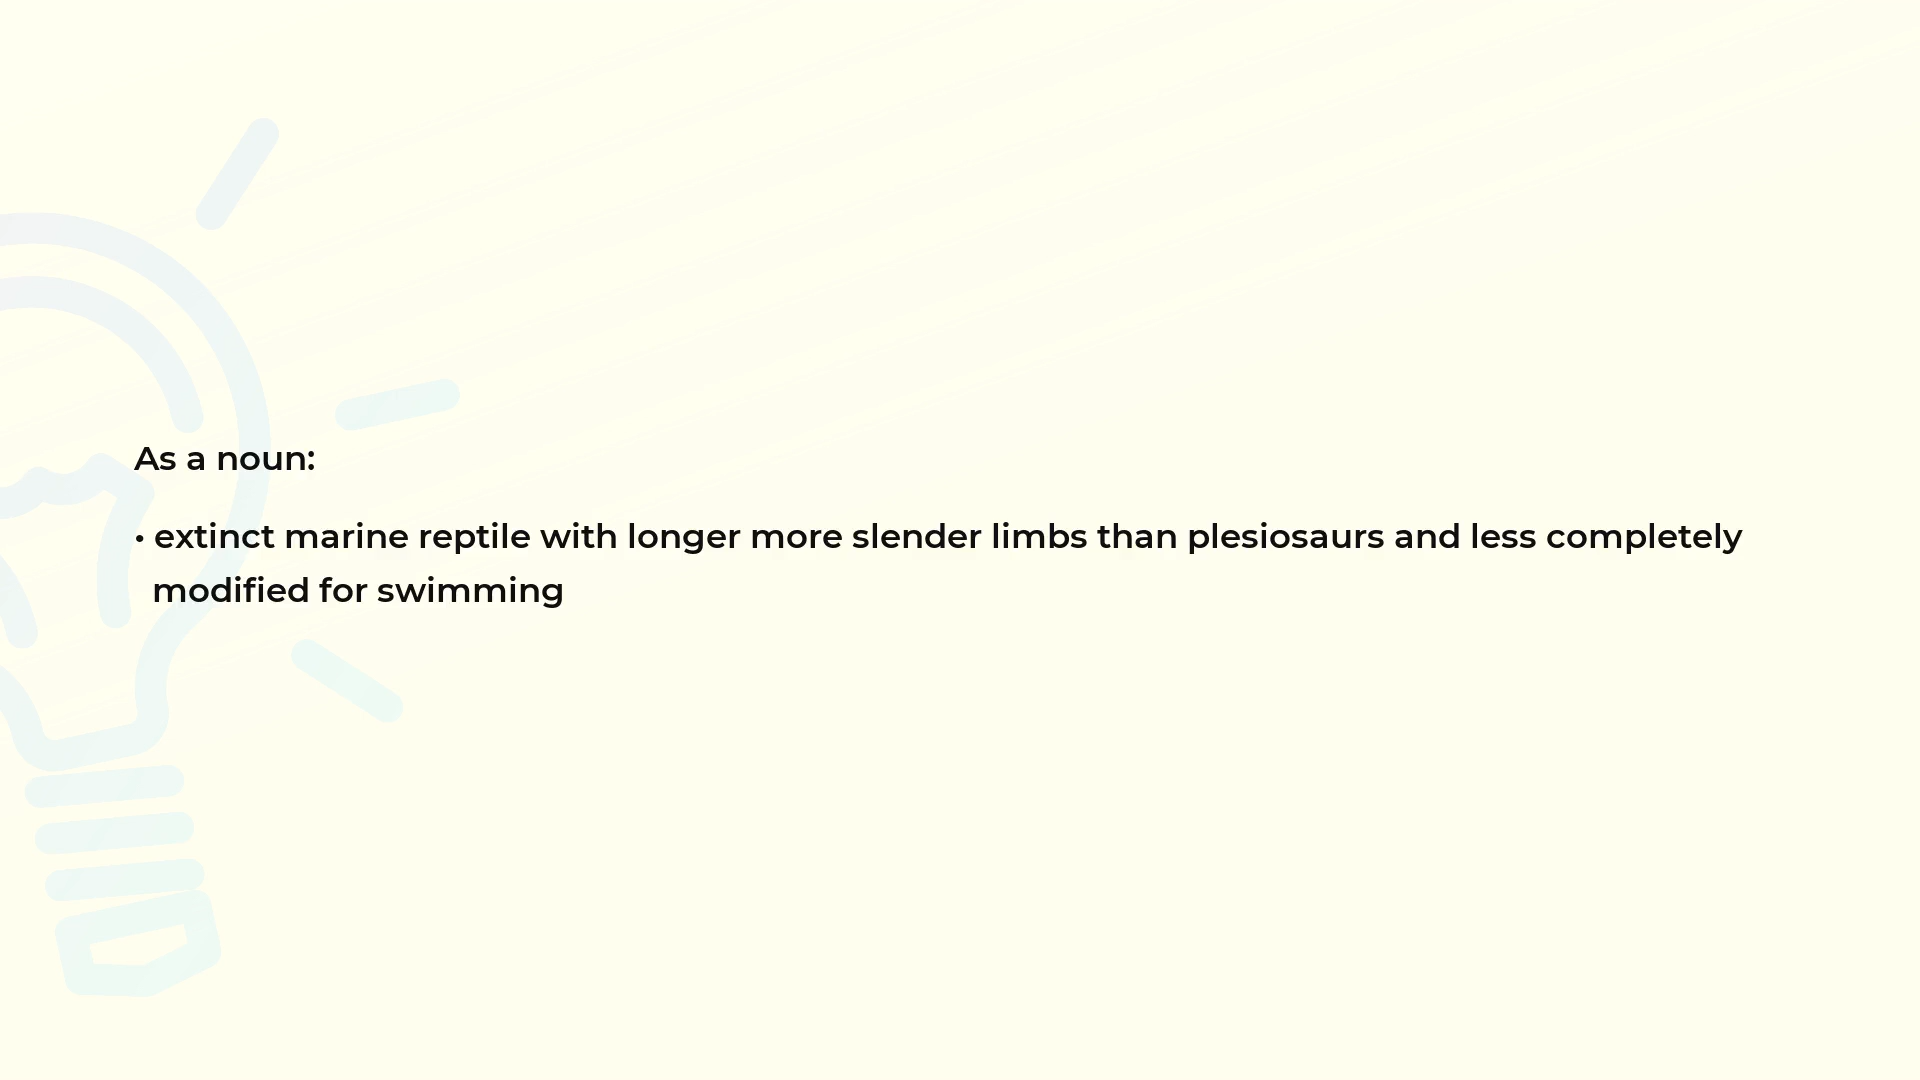 As a noun:
• extinct marine reptile with longer more slender limbs than plesiosaurs and less completely
modified for swimming